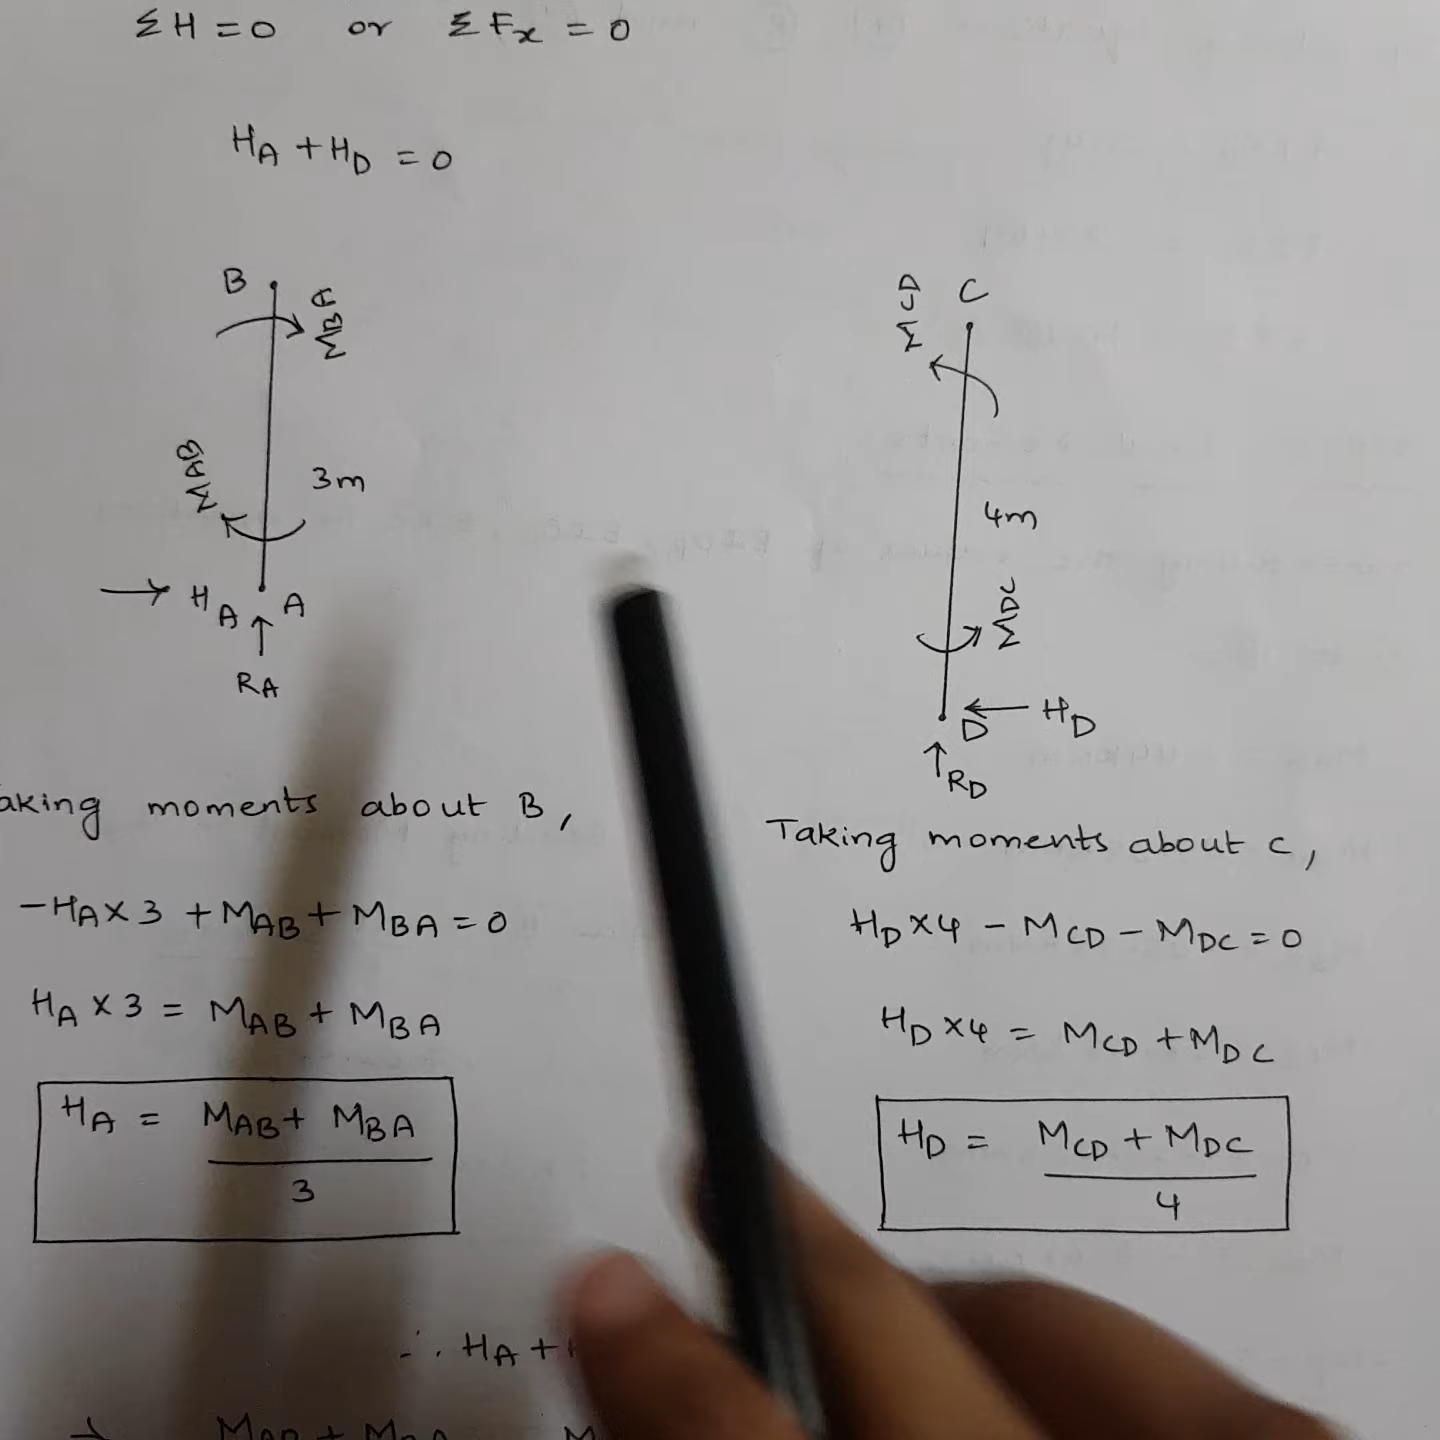 ΣH = 0 or ΣFx = 0
HA + HD = 0
B
MBA
MAB
3m
HA A
RA
MCD C
4m
MDC
D HD
RD
moments about B,
-HA × 3 + MAB + MBA = 0
HA × 3 = MAB + MBA
HA = MAB + MBA
3
Taking moments about C,
HD × 4 - MCD - MDC = 0
HD × 4 = MCD + MDC
HD = MCD + MDC
4
∴ HA +